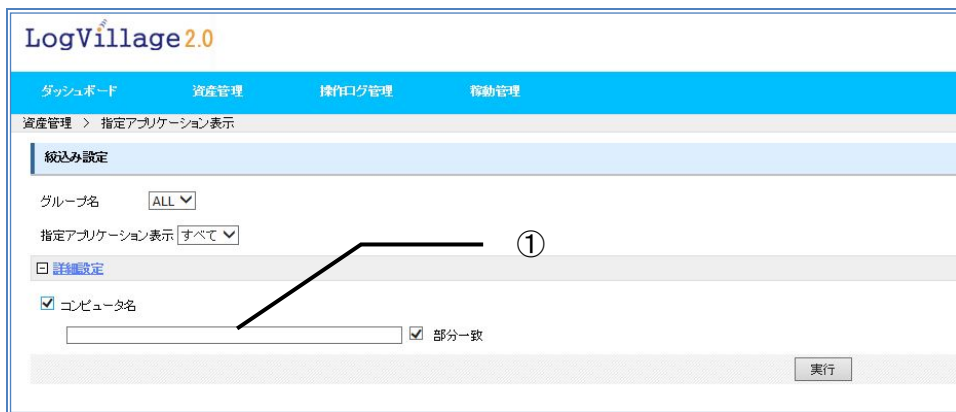 LogVillage 2.0
ダッシュボード 資産管理 操作ログ管理 稼動管理
資産管理 > 指定アプリケーション表示
絞込み設定
グループ名 ALL
指定アプリケーション表示 すべて
①
詳細設定
コンピュータ名
部分一致
実行